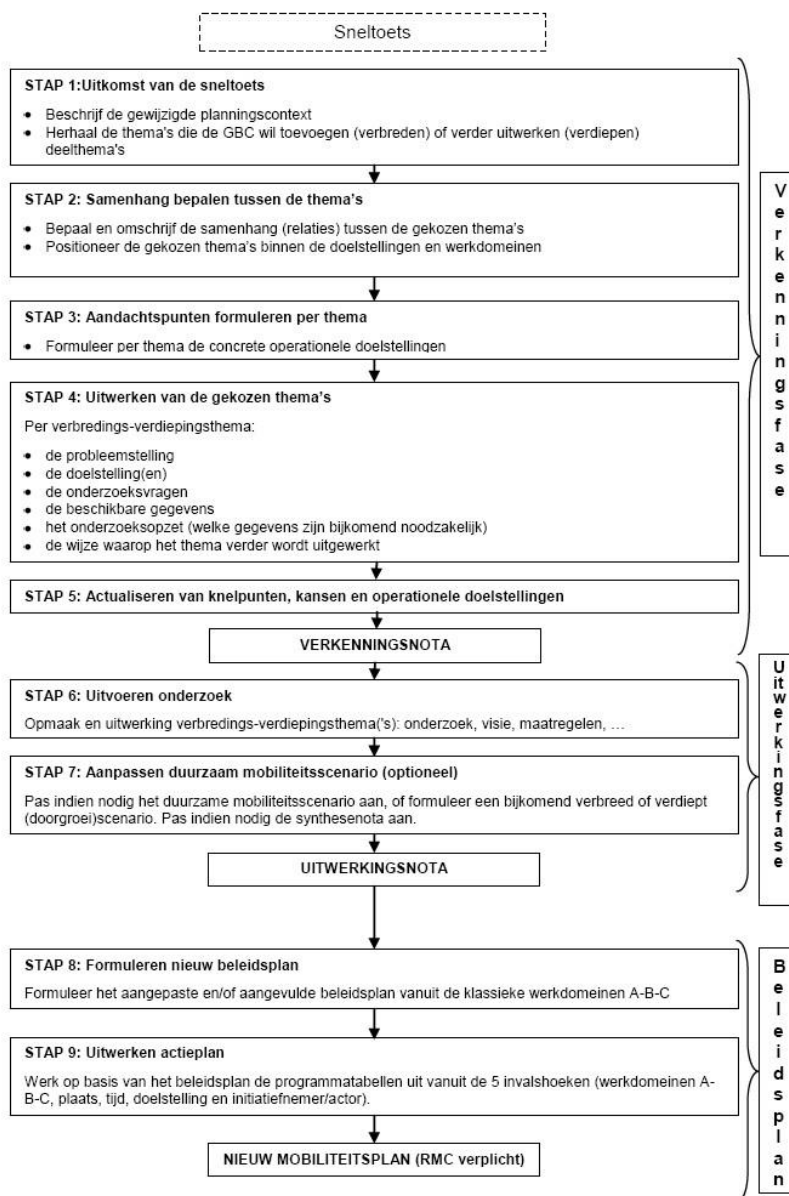 Sneltoets
STAP 1:Uitkomst van de sneltoets
• Beschrijf de gewijzigde planningscontext
• Herhaal de thema's die de GBC wil toevoegen (verbreden) of verder uitwerken (verdiepen)
deelthema's
STAP 2: Samenhang bepalen tussen de thema's
• Bepaal en omschrijf de samenhang (relaties) tussen de gekozen thema's
• Positioneer de gekozen thema's binnen de doelstellingen en werkdomeinen
STAP 3: Aandachtspunten formuleren per thema
• Formuleer per thema de concrete operationele doelstellingen
STAP 4: Uitwerken van de gekozen thema's
Per verbredings-verdiepingsthema:
• de probleemstelling
• de doelstelling(en)
• de onderzoeksvragen
• de beschikbare gegevens
• het onderzoeksopzet (welke gegevens zijn bijkomend noodzakelijk)
• de wijze waarop het thema verder wordt uitgewerkt
STAP 5: Actualiseren van knelpunten, kansen en operationele doelstellingen
VERKENNINGSNOTA
Verkenningsfase
STAP 6: Uitvoeren onderzoek
Opmaak en uitwerking verbredings-verdiepingsthema('s): onderzoek, visie, maatregelen, …
STAP 7: Aanpassen duurzaam mobiliteitsscenario (optioneel)
Pas indien nodig het duurzame mobiliteitsscenario aan, of formuleer een bijkomend verbreed of verdiept
(doorgroei)scenario. Pas indien nodig de synthesenota aan.
UITWERKINGSNOTA
Uitwerkingsfase
STAP 8: Formuleren nieuw beleidsplan
Formuleer het aangepaste en/of aangevulde beleidsplan vanuit de klassieke werkdomeinen A-B-C
STAP 9: Uitwerken actieplan
Werk op basis van het beleidsplan de programmatabellen uit vanuit de 5 invalshoeken (werkdomeinen A-
B-C, plaats, tijd, doelstelling en initiatiefnemer/actor).
NIEUW MOBILITEITSPLAN (RMC verplicht)
Beleidsplan